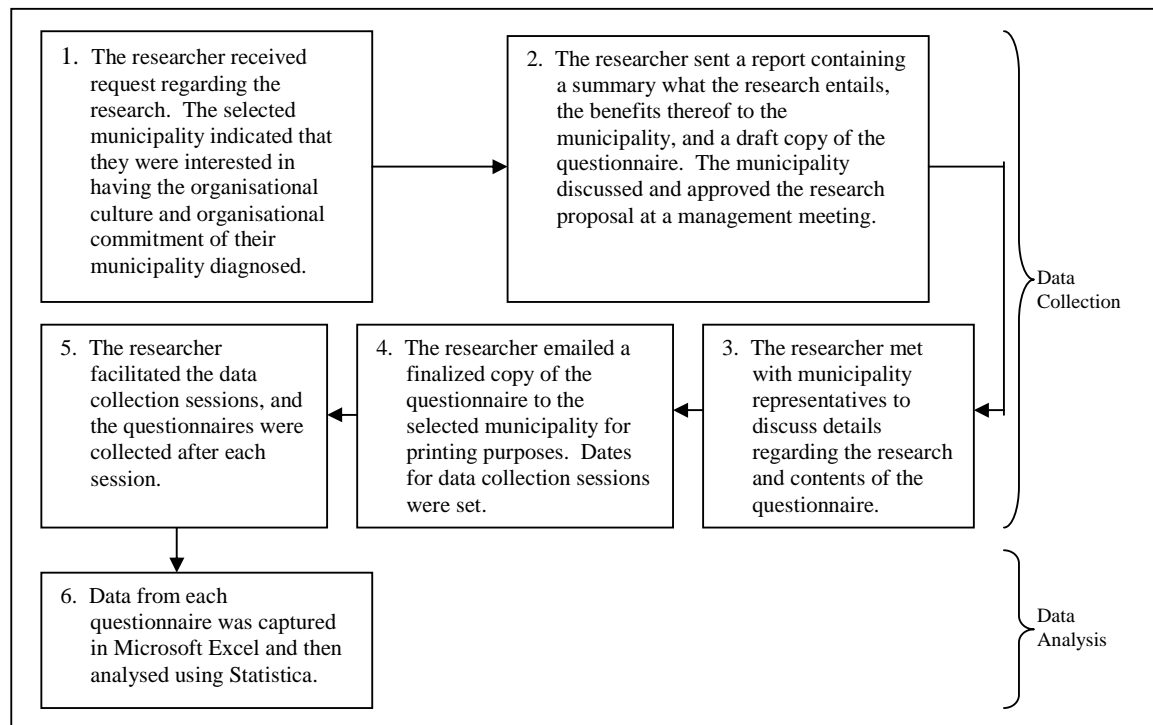 1. The researcher received
request regarding the
research. The selected
municipality indicated that
they were interested in
having the organisational
culture and organisational
commitment of their
municipality diagnosed.
2. The researcher sent a report containing
a summary what the research entails,
the benefits thereof to the
municipality, and a draft copy of the
questionnaire. The municipality
discussed and approved the research
proposal at a management meeting.
3. The researcher met
with municipality
representatives to
discuss details
regarding the research
and contents of the
questionnaire.
4. The researcher emailed a
finalized copy of the
questionnaire to the
selected municipality for
printing purposes. Dates
for data collection sessions
were set.
5. The researcher
facilitated the data
collection sessions, and
the questionnaires were
collected after each
session.
Data
Collection
6. Data from each
questionnaire was captured
in Microsoft Excel and then
analysed using Statistica.
Data
Analysis